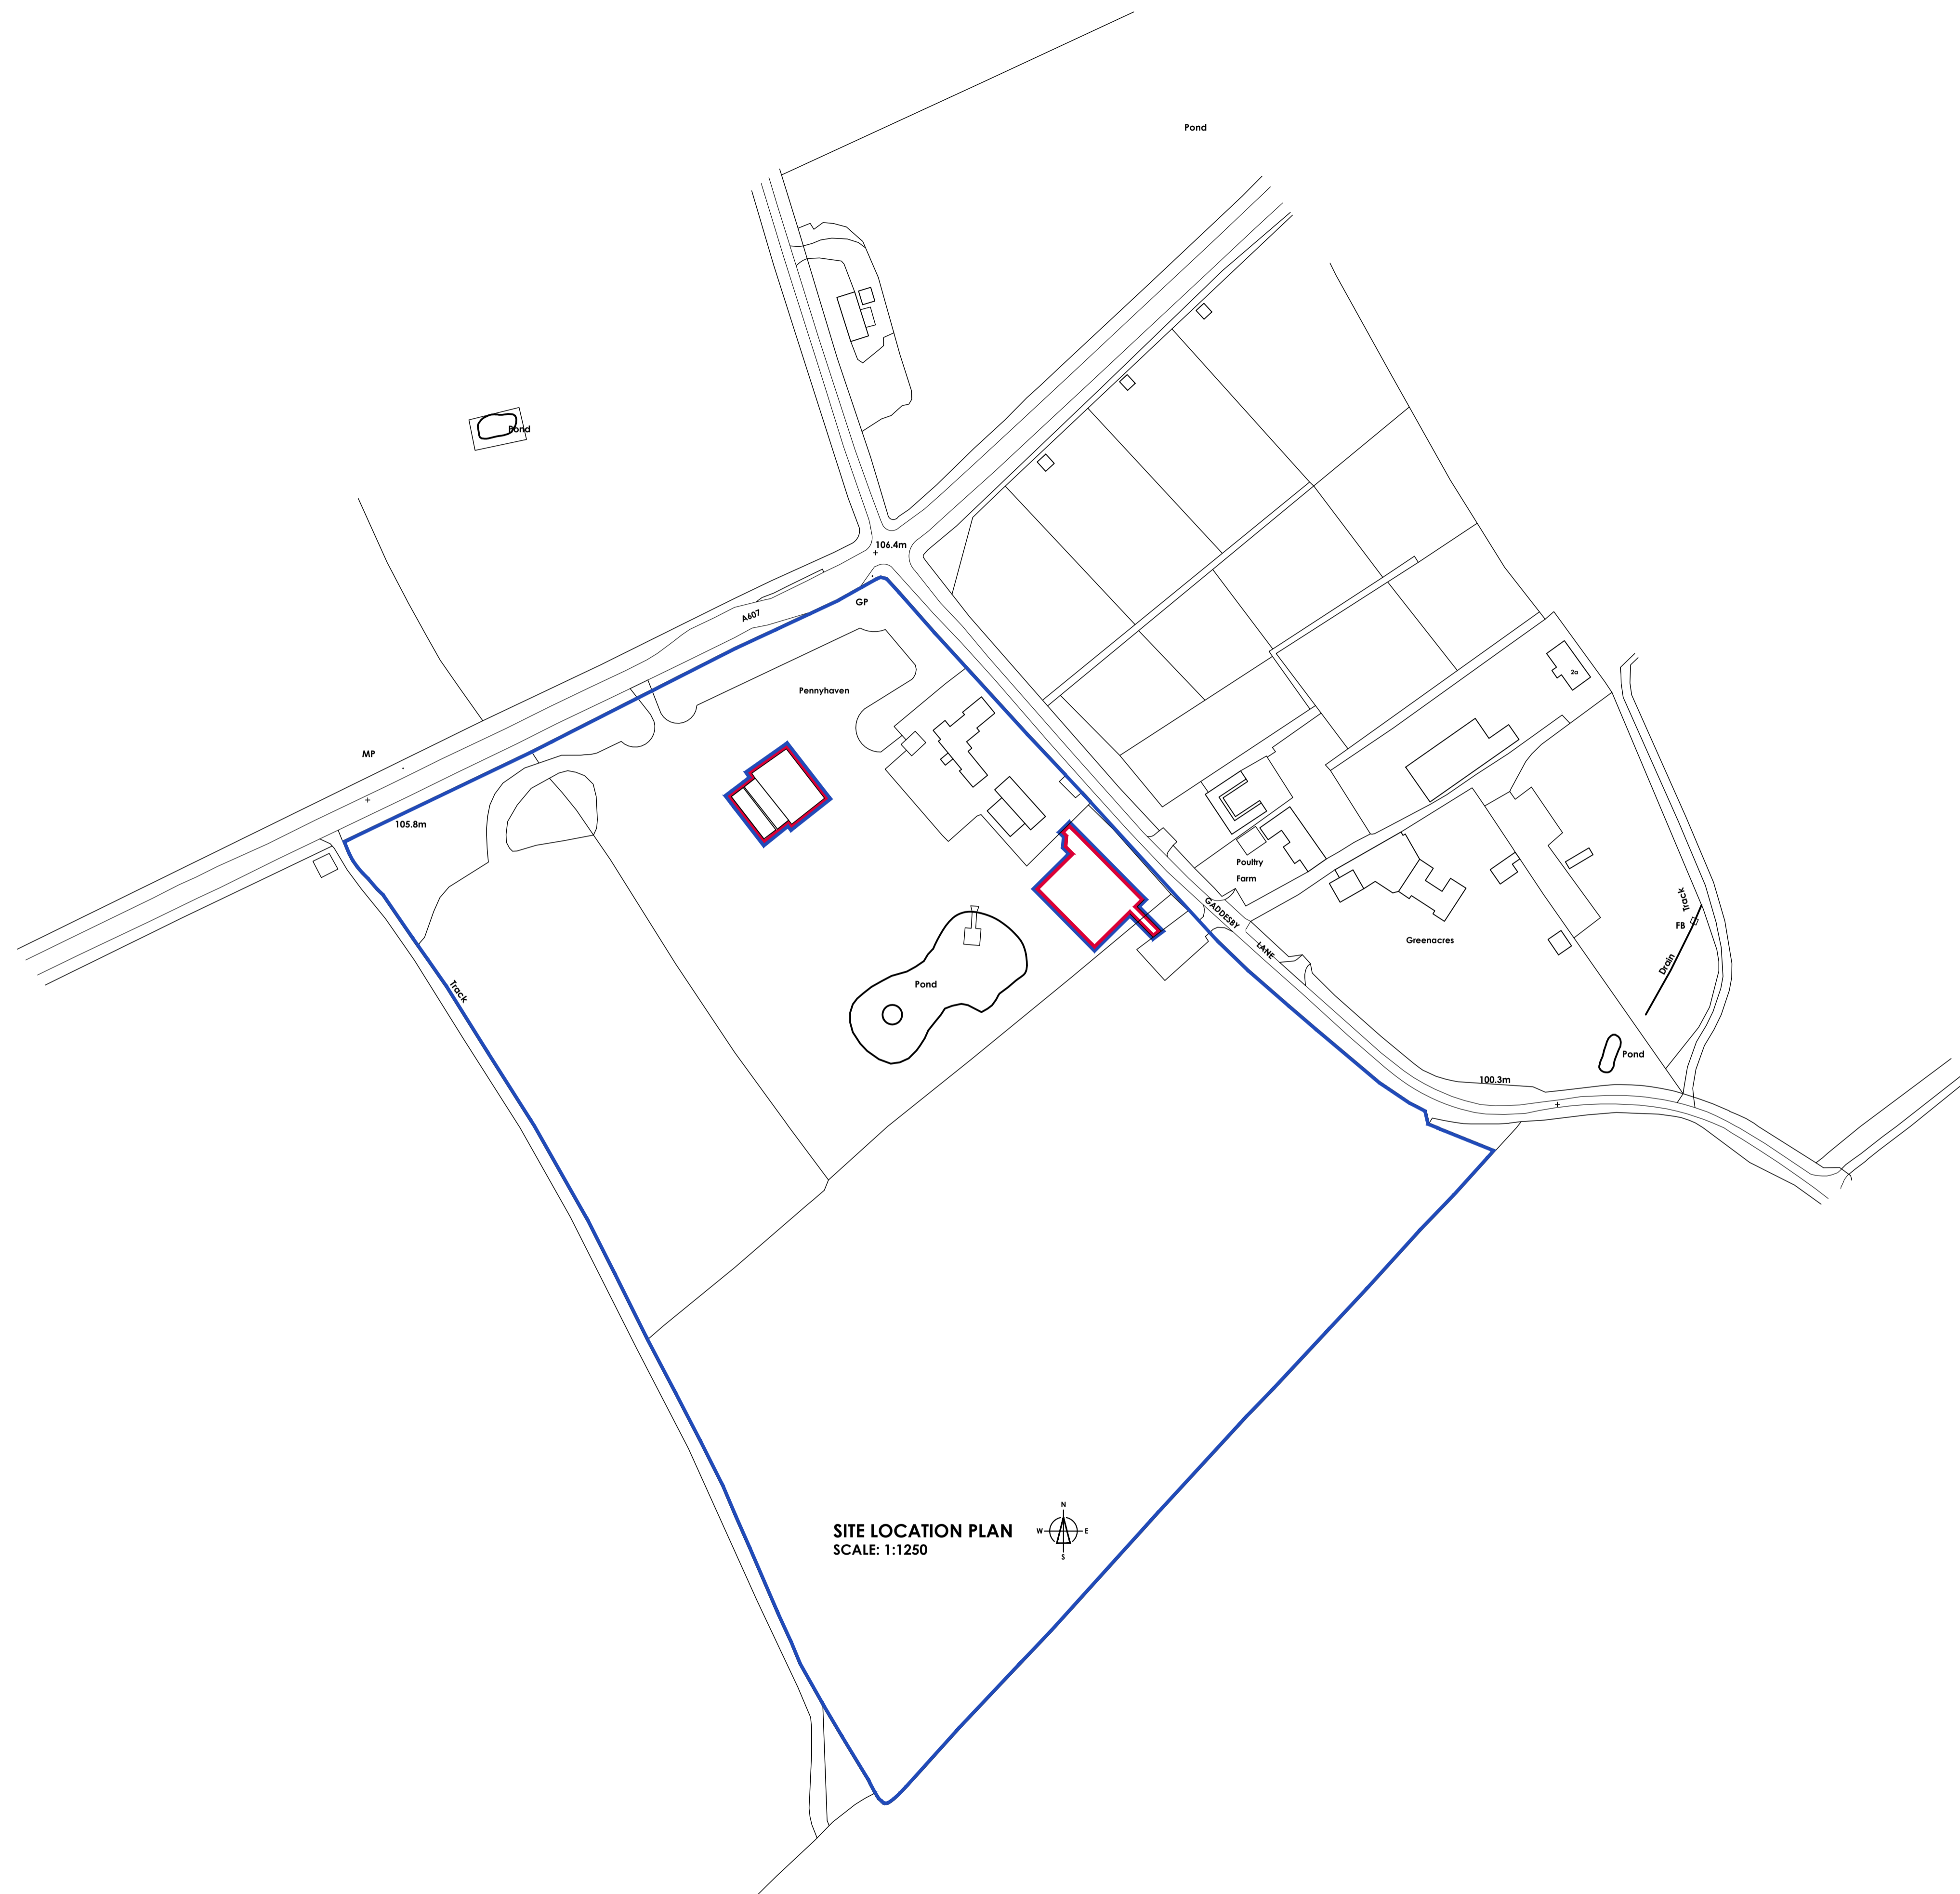 Pond
Pond
106.4m
GP
A607
Pennyhaven
2a
MP
105.8m
Poultry
Farm
GADDESBY
LANE
Greenacres
Track
FB
Drain
Track
Pond
Pond
100.3m
SITE LOCATION PLAN
SCALE: 1:1250
N
W
E
S